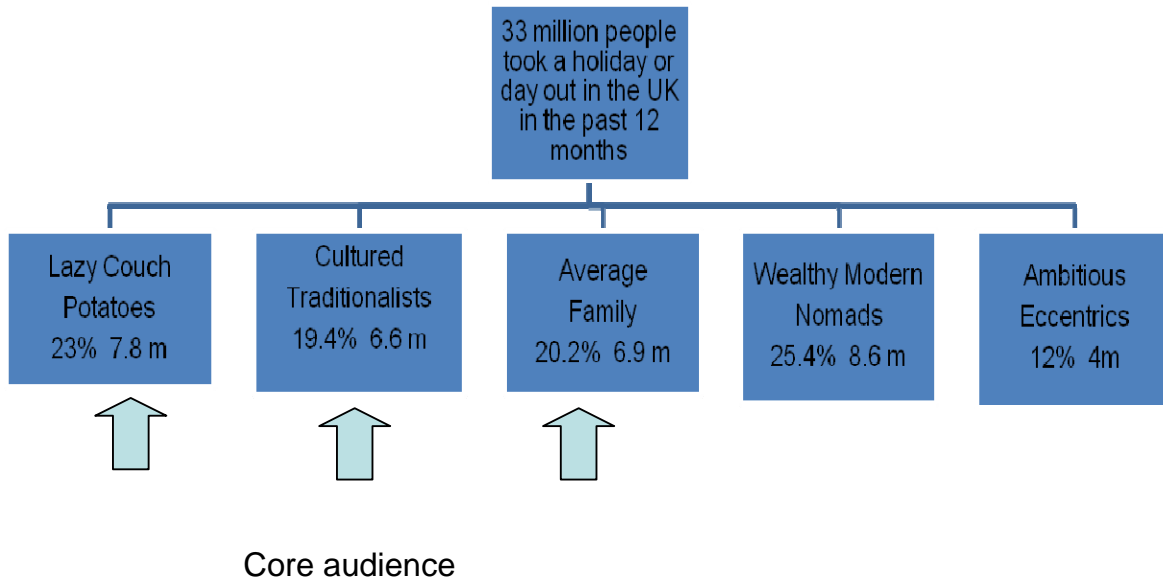 33 million people
took a holiday or
day out in the UK
in the past 12
months
Lazy Couch
Potatoes
23% 7.8 m
Cultured
Traditionalists
19.4% 6.6 m
Average
Family
20.2% 6.9 m
Wealthy Modern
Nomads
25.4% 8.6 m
Ambitious
Eccentrics
12% 4m
Core audience